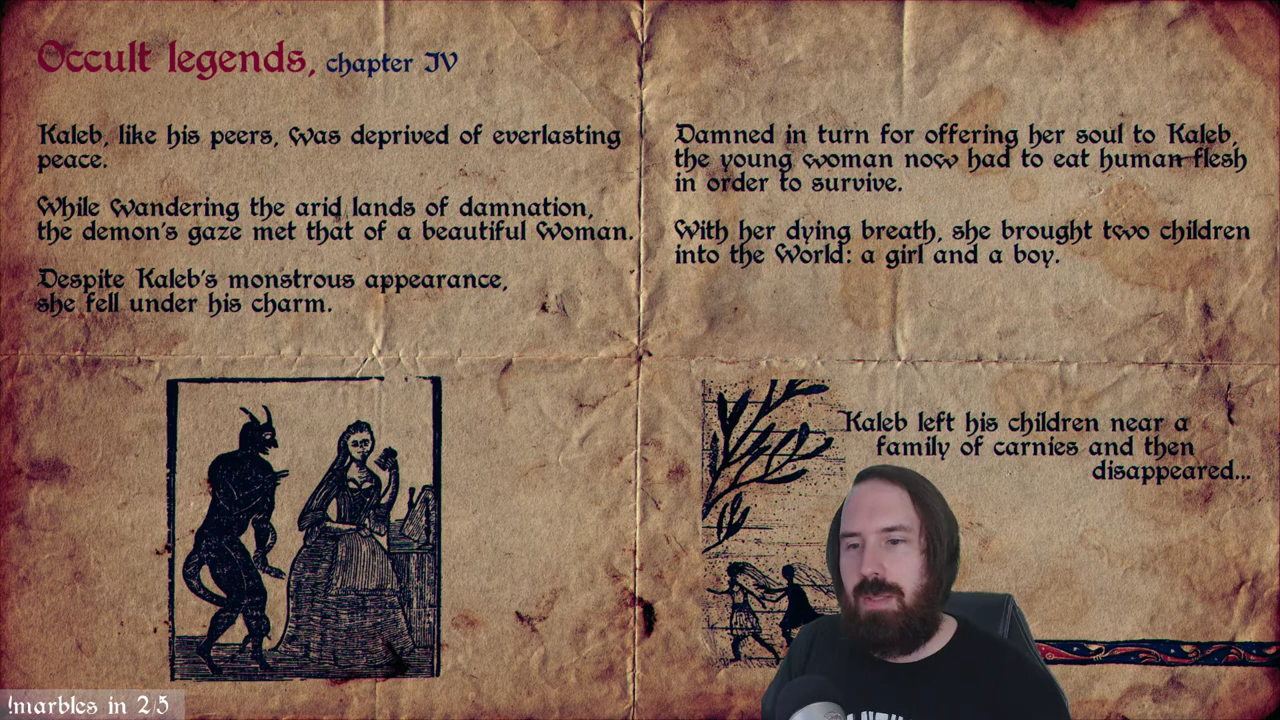 Occult legends, chapter IV
Kaleb, like his peers, was deprived of everlasting
peace.
While wandering the arid lands of damnation,
the demon's gaze met that of a beautiful woman.
Despite Kaleb's monstrous appearance,
she fell under his charm.
Damned in turn for offering her soul to Kaleb,
the young woman now had to eat human flesh
in order to survive.
With her dying breath, she brought two children
into the World: a girl and a boy.
Kaleb left his children near a
family of carnies and then
disappeared...
!marbles in 2/5